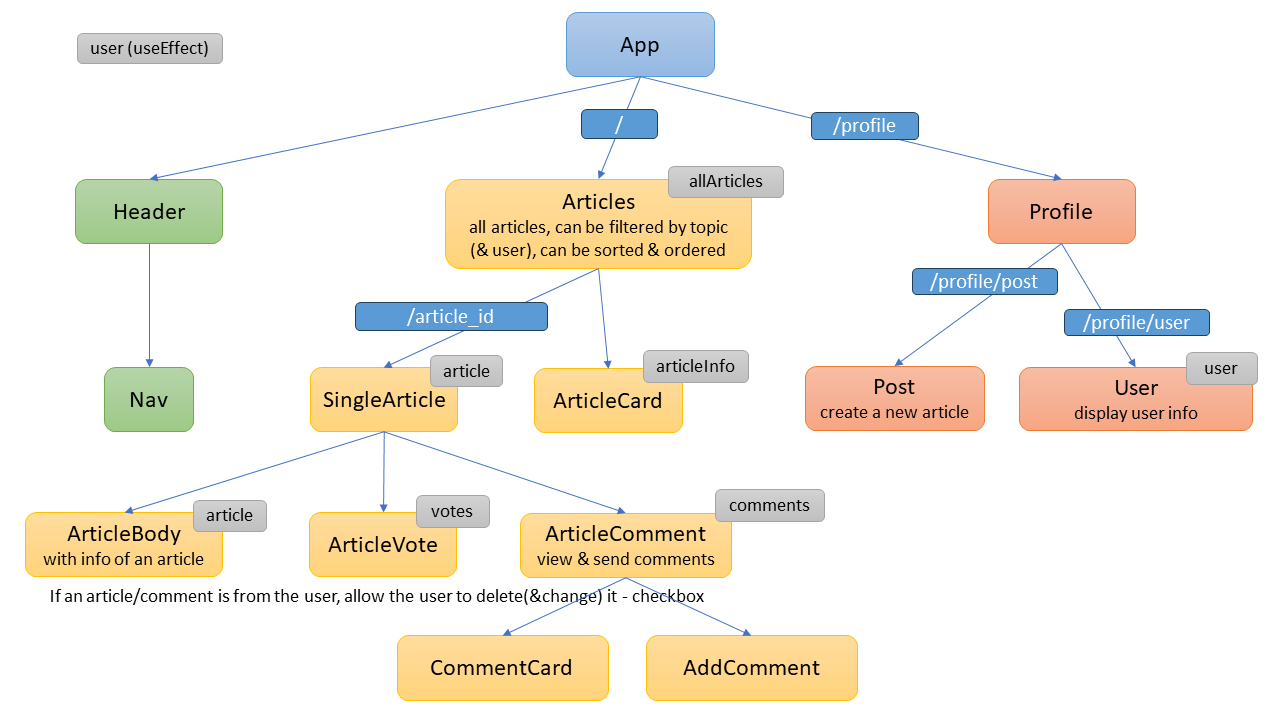 user (useEffect)
App
/
/profile
Header
allArticles
Articles
all articles, can be filtered by topic
(& user), can be sorted & ordered
Profile
/profile/post
/article_id
/profile/user
Nav
article
SingleArticle
articleInfo
ArticleCard
Post
create a new article
user
User
display user info
article
ArticleBody
with info of an article
votes
ArticleVote
comments
ArticleComment
view & send comments
If an article/comment is from the user, allow the user to delete(&change) it - checkbox
CommentCard
AddComment